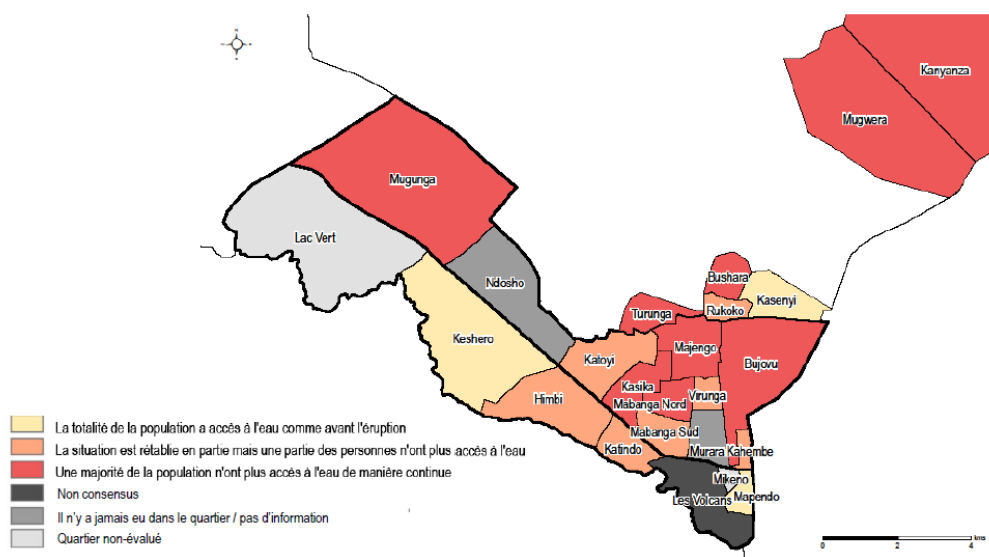 Kanyanza
Mugwera
Mugunga
Lac Vert
Ndosho
Bushara
Kasenyi
Rukoko
Turunga
Keshero
Majengo
Bujovu
Katoyi
Kasika
Himbi
Virunga
Mabanga Nord
Mabanga Sud
Katindo
Murara Kahembe
Mikeno
Les Volcans
Mapendo
La totalité de la population a accès à l'eau comme avant l'éruption
La situation est rétablie en partie mais une partie des personnes n'ont plus accès à l'eau
Une majorité de la population n'ont plus accès à l'eau de manière continue
Non consensus
Il n'y a jamais eu dans le quartier / pas d'information
Quartier non-évalué
kms
0 2 4